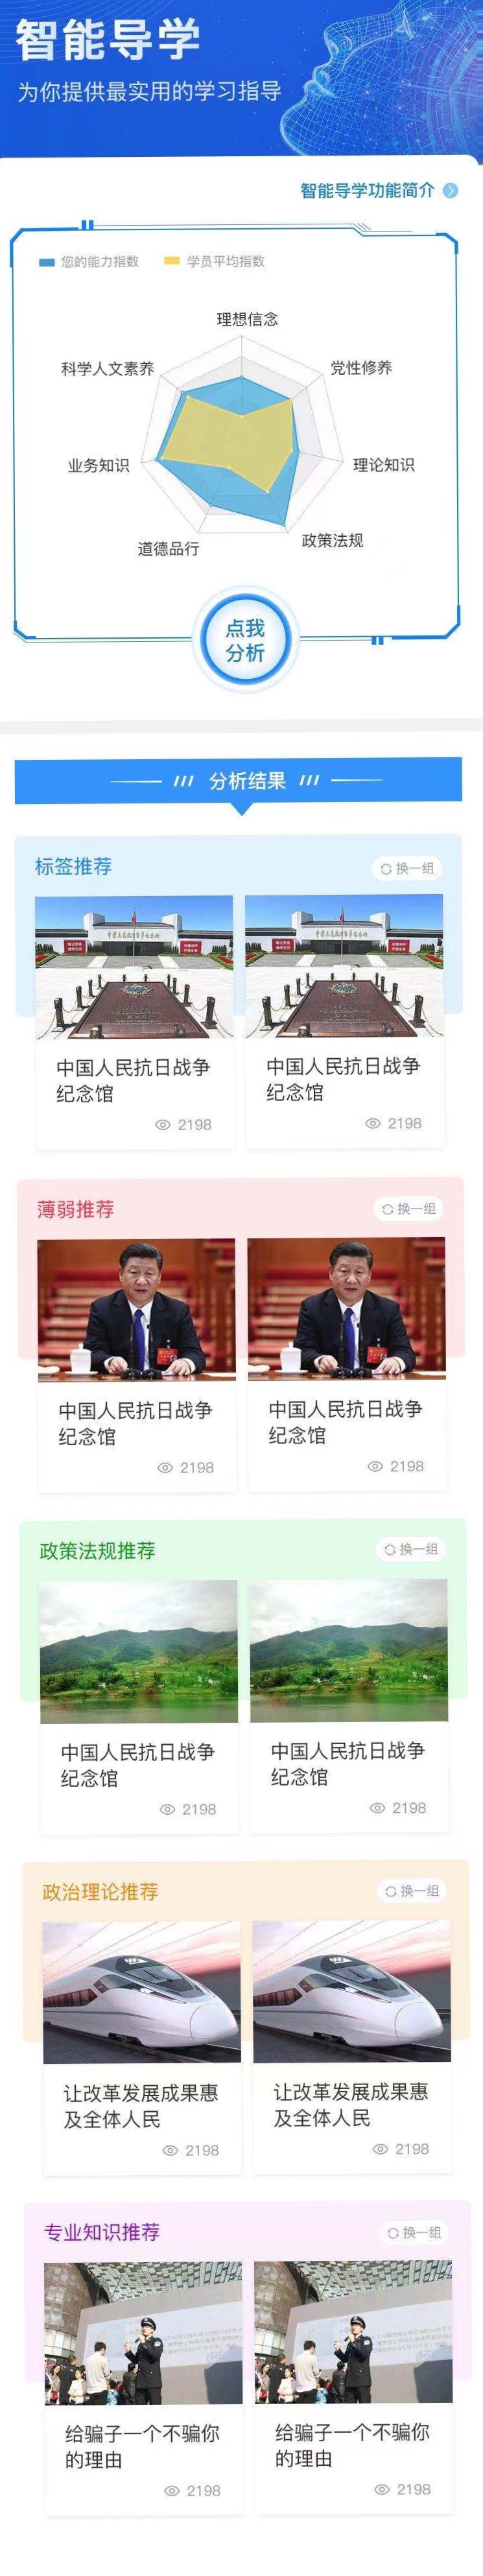 智能导学
为你提供最实用的学习指导
智能导学功能简介
您的能力指数 学员平均指数
理想信念
科学人文素养 党性修养
业务知识 理论知识
道德品行 政策法规
点我
分析
分析结果
标签推荐 换一组
中国人民抗日战争 中国人民抗日战争
纪念馆 纪念馆
2198 2198
薄弱推荐 换一组
中国人民抗日战争 中国人民抗日战争
纪念馆 纪念馆
2198 2198
政策法规推荐 换一组
中国人民抗日战争 中国人民抗日战争
纪念馆 纪念馆
2198 2198
政治理论推荐 换一组
让改革发展成果惠 让改革发展成果惠
及全体人民 及全体人民
2198 2198
专业知识推荐 换一组
给骗子一个不骗你 给骗子一个不骗你
的理由 的理由
2198 2198